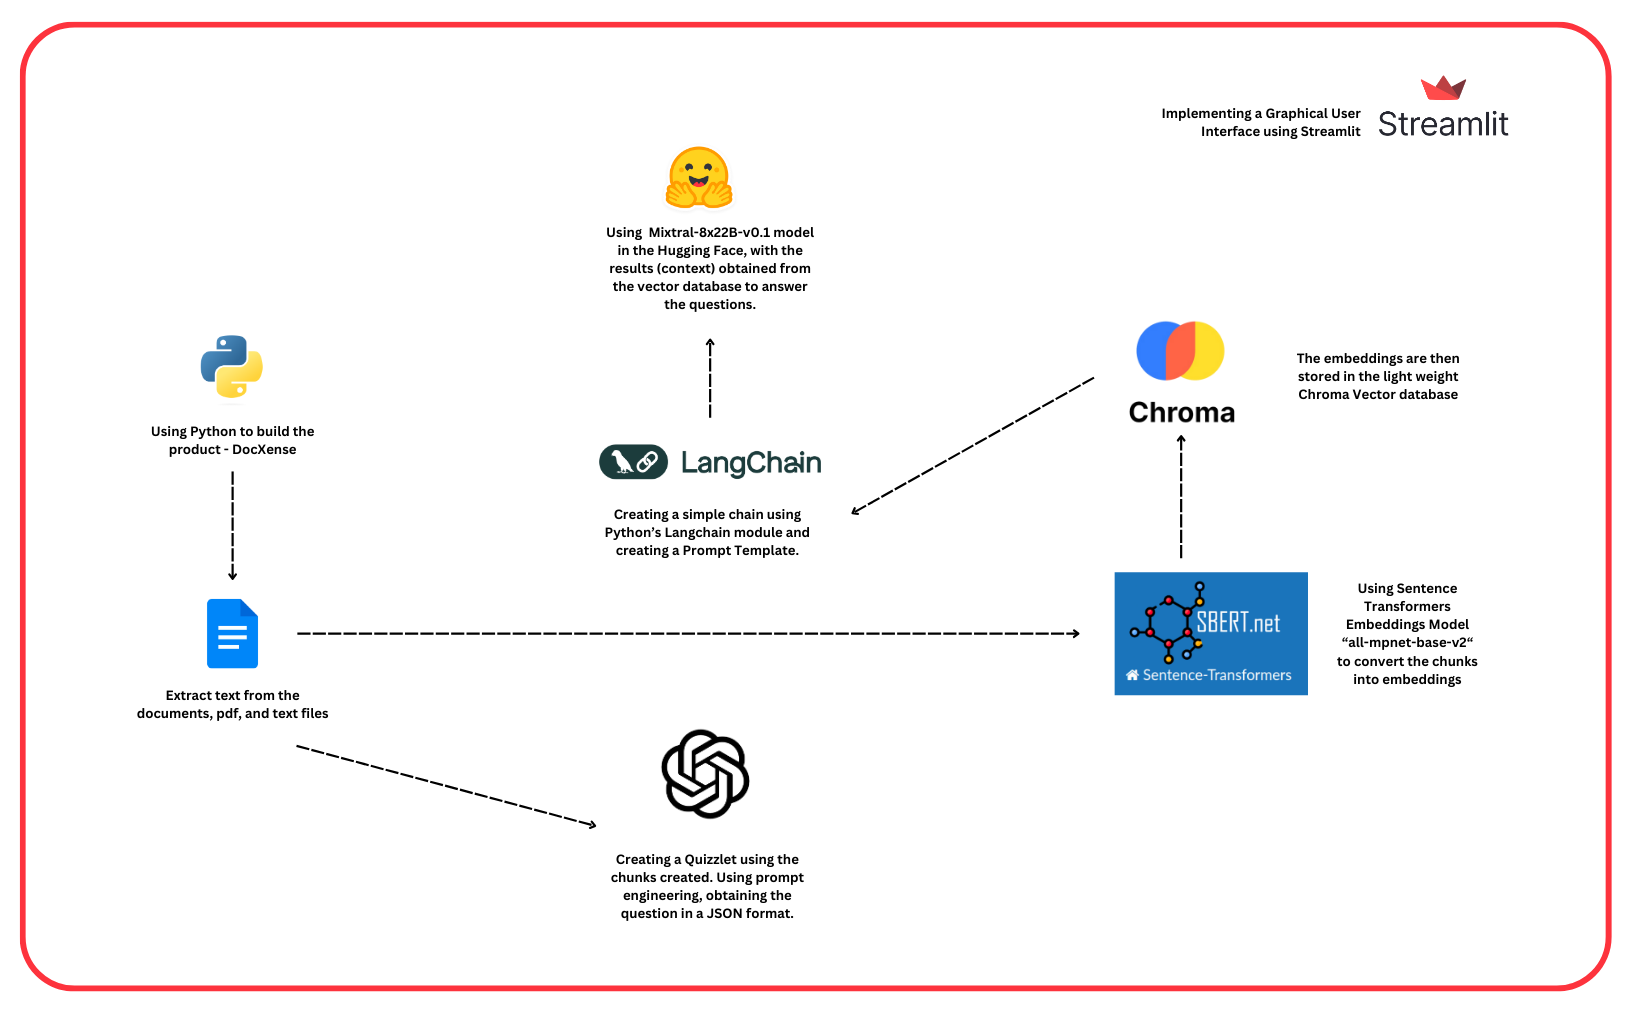 Implementing a Graphical User
Interface using Streamlit
Streamlit
Using Mixtral-8x22B-v0.1 model
in the Hugging Face, with the
results (context) obtained from
the vector database to answer
the questions.
Using Python to build the
product - DocXense
The embeddings are then
stored in the light weight
Chroma Vector database
Chroma
LangChain
Creating a simple chain using
Python’s Langchain module and
creating a Prompt Template.
Extract text from the
documents, pdf, and text files
SBERT.net
Sentence-Transformers
Using Sentence
Transformers
Embeddings Model
“all-mpnet-base-v2“
to convert the chunks
into embeddings
Creating a Quizzlet using the
chunks created. Using prompt
engineering, obtaining the
question in a JSON format.